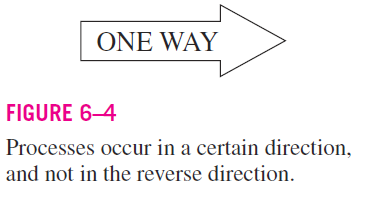 ONE WAY
FIGURE 6–4
Processes occur in a certain direction,
and not in the reverse direction.